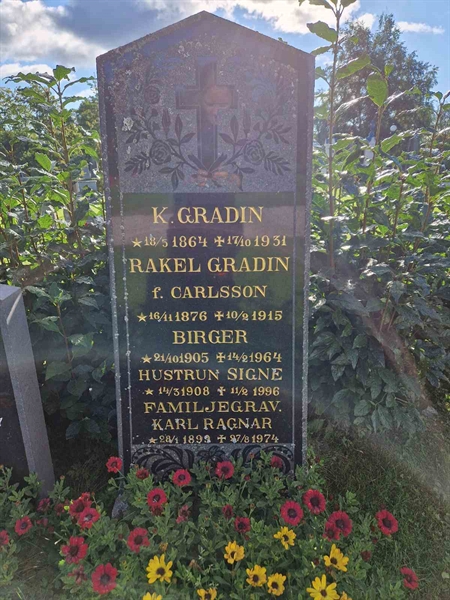 K. GRADIN
★ 18/5 1864 ✝ 17/10 1931
RAKEL GRADIN
f. CARLSSON
★ 16/11 1876 ✝ 10/2 1915
BIRGER
★ 21/10 1905 ✝ 14/2 1964
HUSTRUN SIGNE
★ 14/3 1908 ✝ 11/2 1996
FAMILJEGRAV.
KARL RAGNAR
★ 28/1 1899 ✝ 27/8 1974